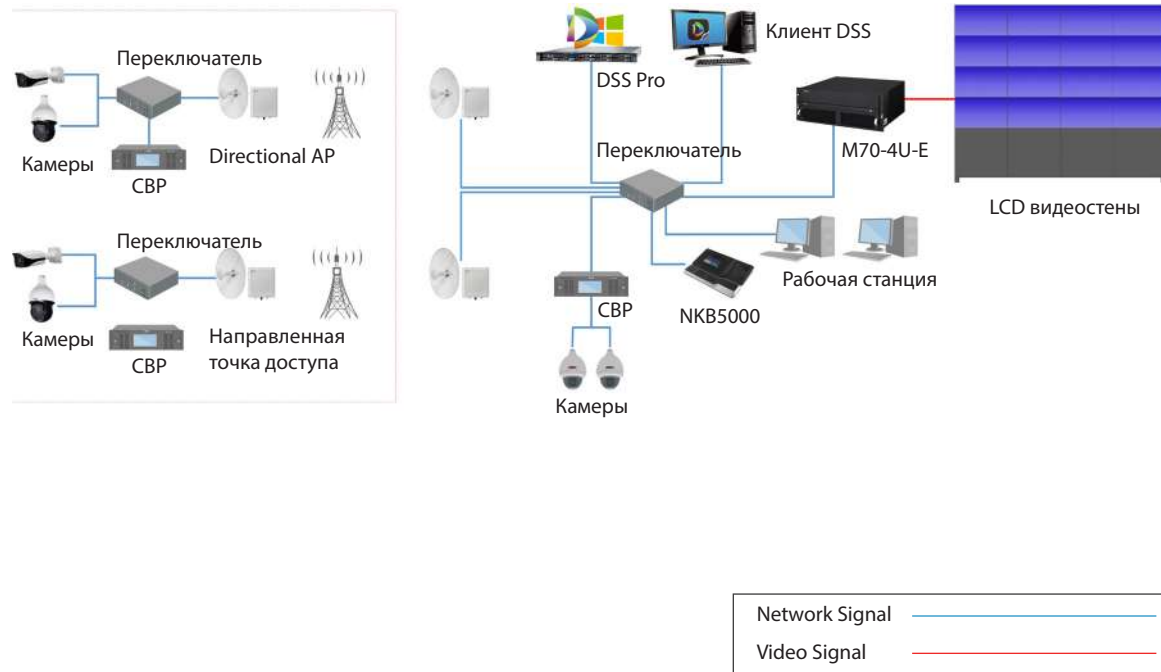 Переключатель
Камеры
СВР
Directional AP
Переключатель
Камеры
СВР
Направленная
точка доступа
DSS Pro
Клиент DSS
Переключатель
M70-4U-E
LCD видеостены
Рабочая станция
NKB5000
СВР
Камеры
Network Signal
Video Signal